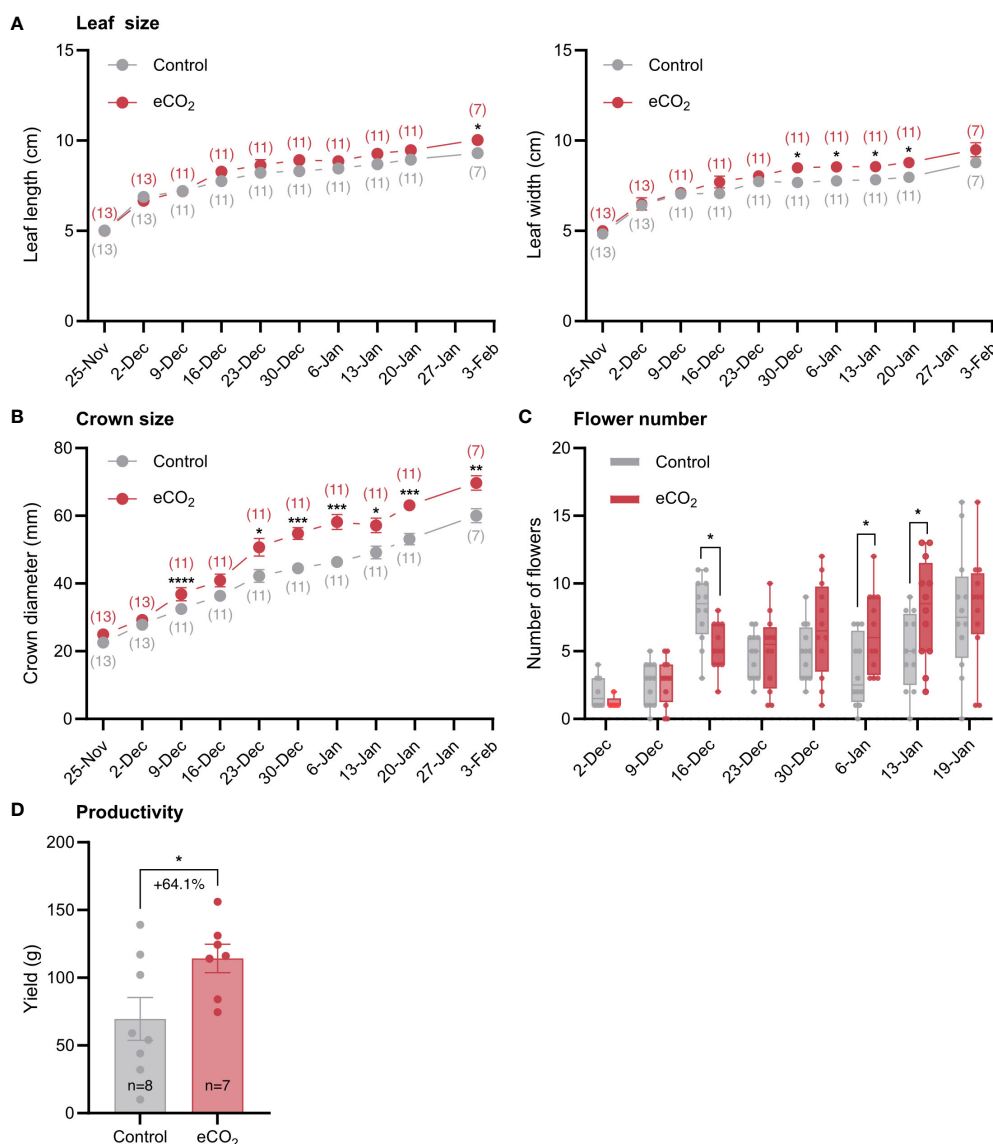 A Leaf size
15
10
5
0
Leaf length (cm)
Control
eCO₂
(13) (13) (11) (11) (11) (11) (11) (11) (11) (7)
*
(13) (13) (11) (11) (11) (11) (11) (11) (11) (7)
25-Nov 2-Dec 9-Dec 16-Dec 23-Dec 30-Dec 6-Jan 13-Jan 20-Jan 27-Jan 3-Feb
15
10
5
0
Leaf width (cm)
Control
eCO₂
(13) (13) (11) (11) (11) (11) (11) (11) (11) (7)
* * * *
(13) (13) (11) (11) (11) (11) (11) (11) (11) (7)
25-Nov 2-Dec 9-Dec 16-Dec 23-Dec 30-Dec 6-Jan 13-Jan 20-Jan 27-Jan 3-Feb
B Crown size
80
60
40
20
0
Crown diameter (mm)
Control
eCO₂
(13) (13) (11) (11) (11) (11) (11) (11) (11) (7)
**** * *** *** * *** **
(13) (13) (11) (11) (11) (11) (11) (11) (11) (7)
25-Nov 2-Dec 9-Dec 16-Dec 23-Dec 30-Dec 6-Jan 13-Jan 20-Jan 27-Jan 3-Feb
C Flower number
20
15
10
5
0
Number of flowers
Control
eCO₂
* * *
2-Dec 9-Dec 16-Dec 23-Dec 30-Dec 6-Jan 13-Jan 19-Jan
D Productivity
200
150
100
50
0
Yield (g)
*
+64.1%
n=8 n=7
Control eCO₂